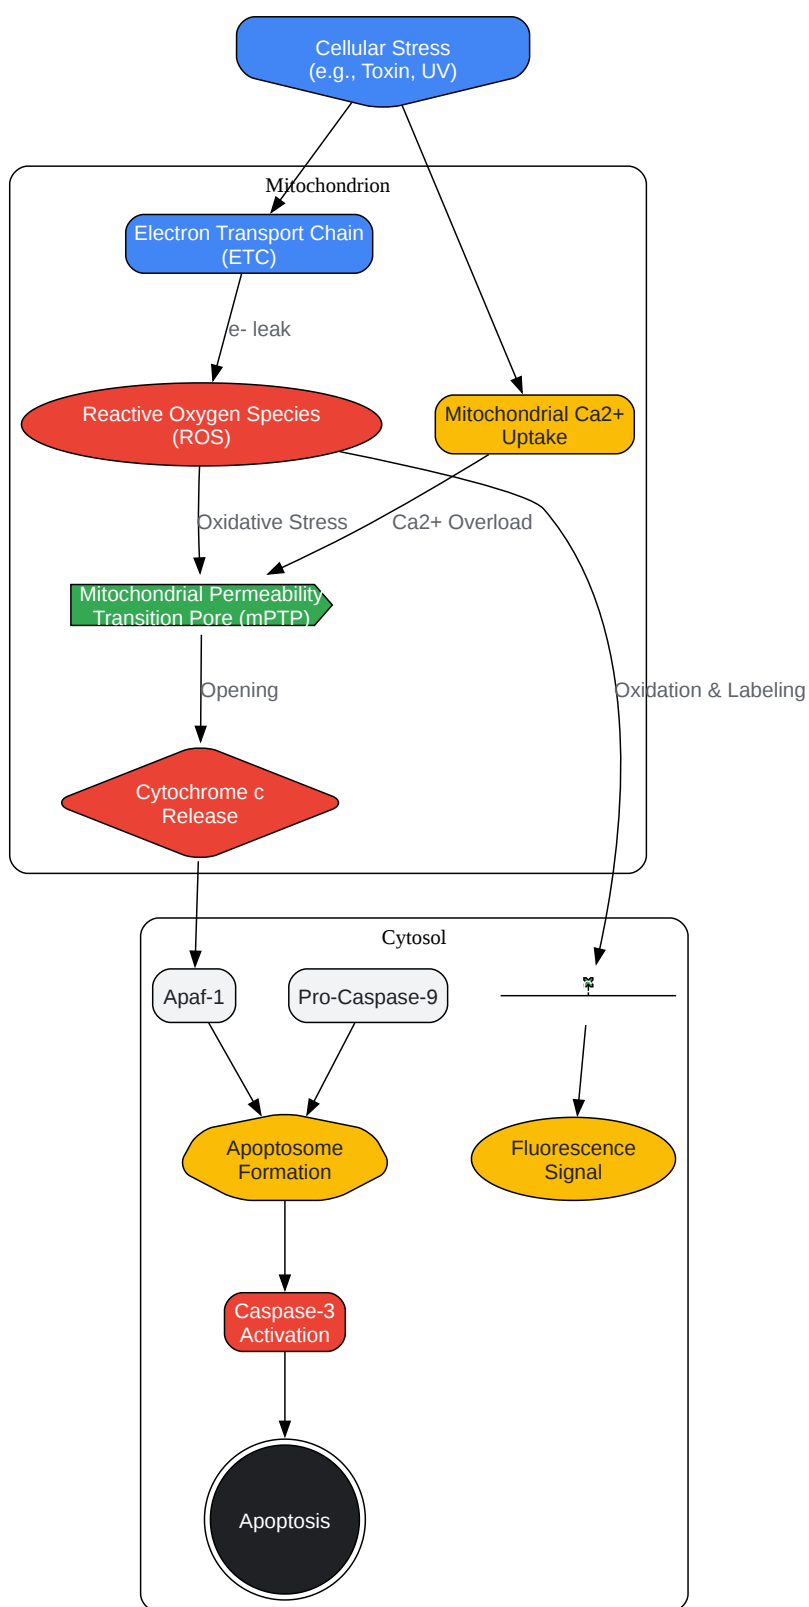 Cellular Stress
(e.g., Toxin, UV)
Mitochondrion
Electron Transport Chain
(ETC)
e- leak
Reactive Oxygen Species
(ROS)
Mitochondrial Ca2+
Uptake
Oxidative Stress
Ca2+ Overload
Mitochondrial Permeability
Transition Pore (mPTP)
Opening
Oxidation & Labeling
Cytochrome c
Release
Cytosol
Apaf-1
Pro-Caspase-9
Apoptosome
Formation
Fluorescence
Signal
Caspase-3
Activation
Apoptosis